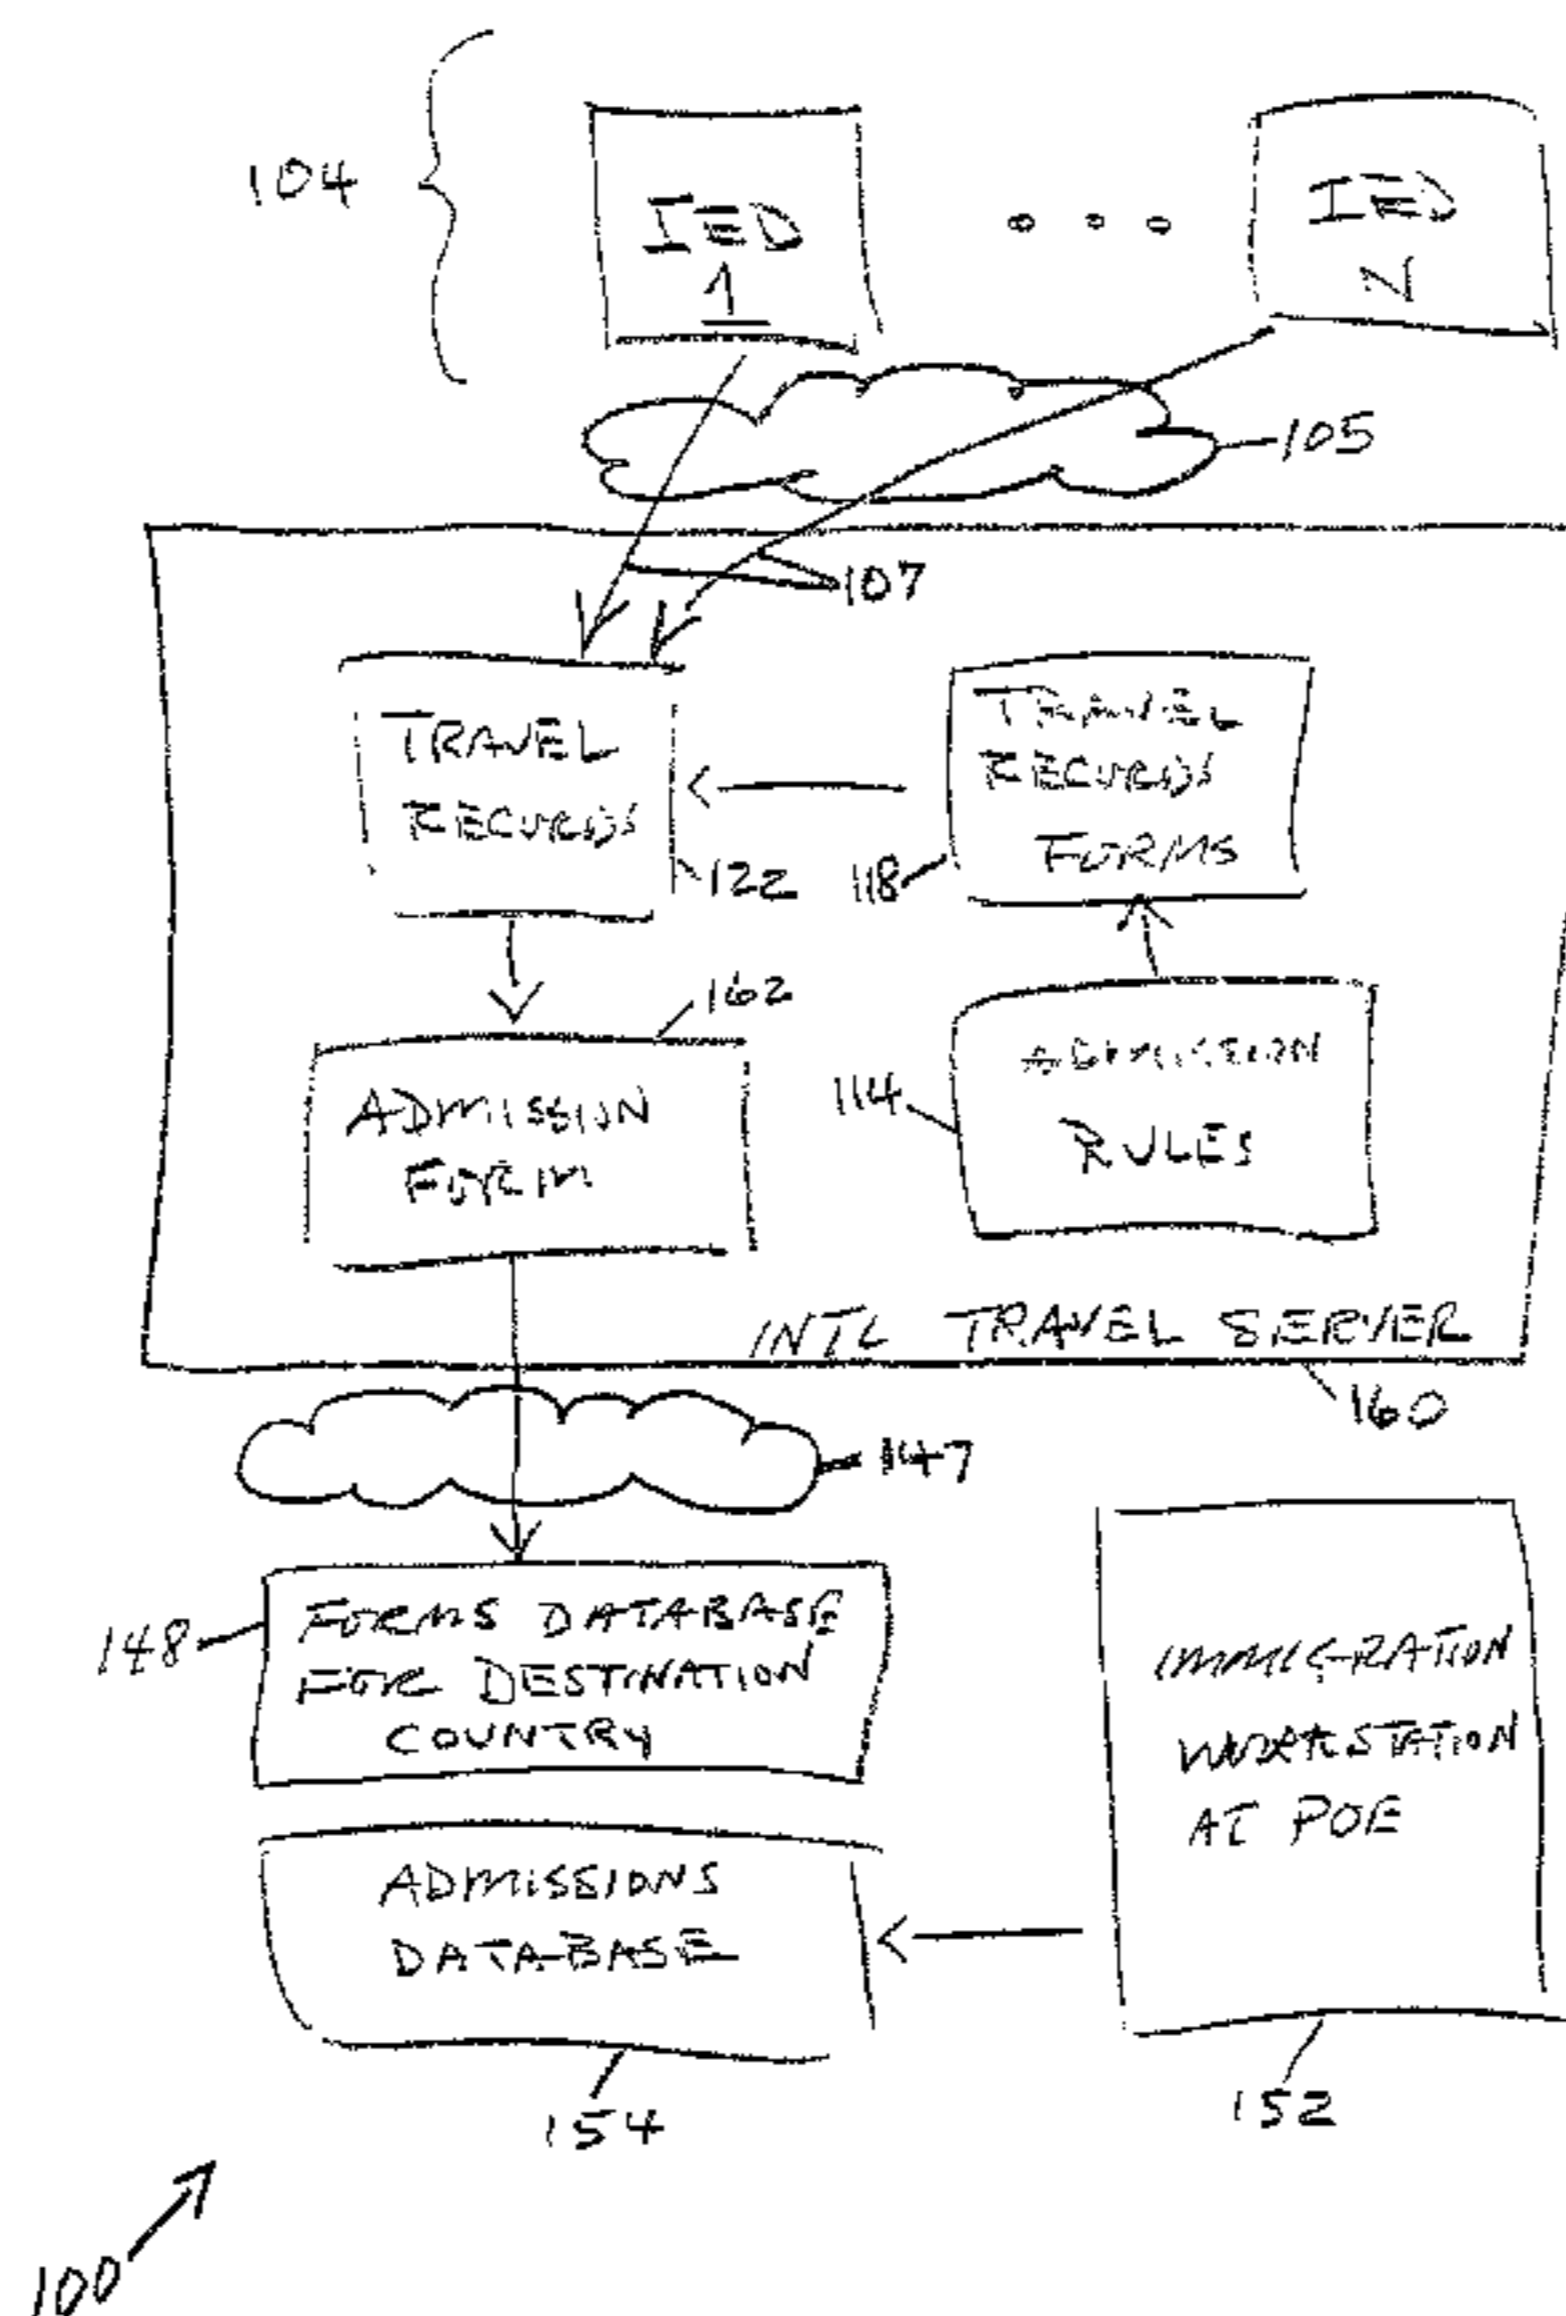 104
IED
1
IED
N
105
107
TRAVEL
RECORDS
122
TRAVEL
RECORDS
FORMS
118
162
ADMISSION
FORM
114
ADMISSION
RULES
INTL TRAVEL SERVER
160
147
148
FORMS DATABASE
FOR DESTINATION
COUNTRY
IMMIGRATION
WORKSTATION
AT POE
ADMISSIONS
DATABASE
154
152
100